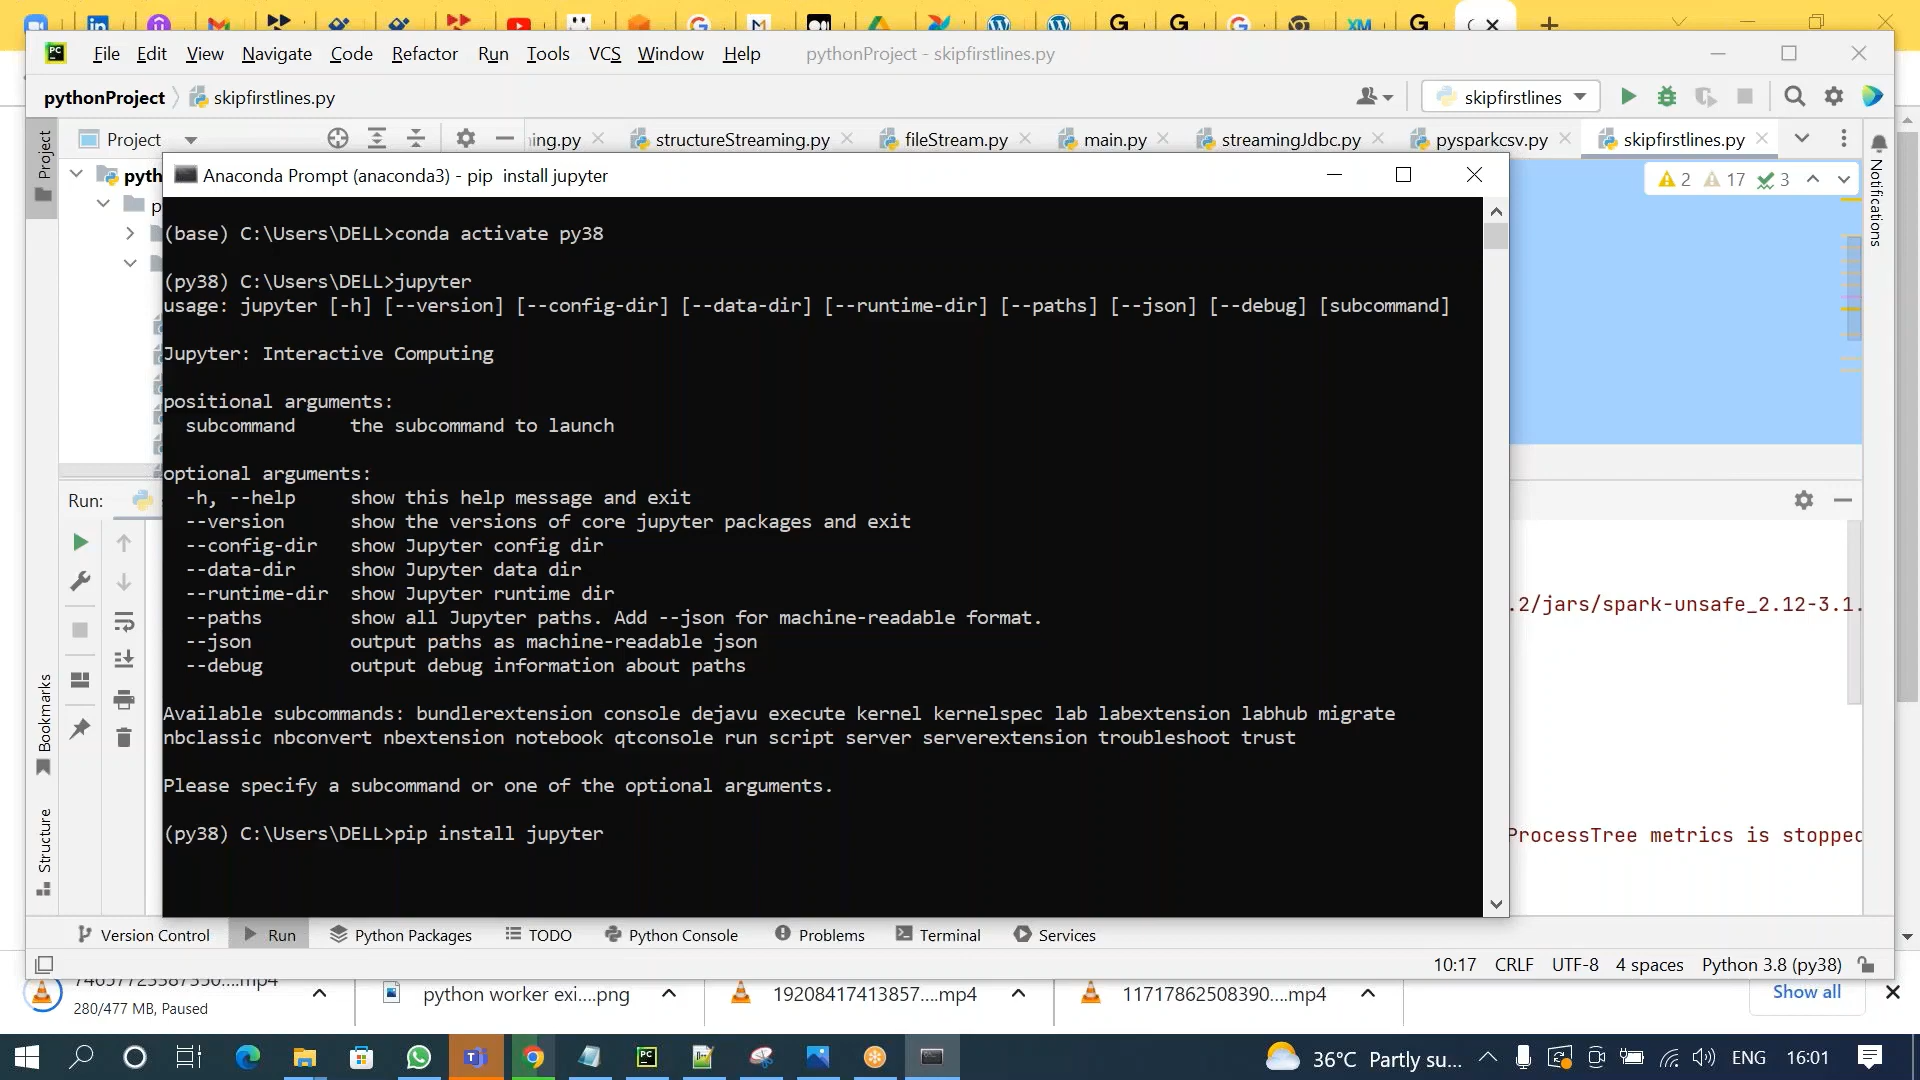 File Edit View Navigate Code Refactor Run Tools VCS Window Help pythonProject - skipfirstlines.py
pythonProject skipfirstlines.py skipfirstlines
Project ing.py structureStreaming.py fileStream.py main.py streamingJdbc.py pysparkcsv.py skipfirstlines.py
Project
Notifications
2 17 3
pyth
p
Anaconda Prompt (anaconda3) - pip install jupyter
(base) C:\Users\DELL>conda activate py38
(py38) C:\Users\DELL>jupyter
usage: jupyter [-h] [--version] [--config-dir] [--data-dir] [--runtime-dir] [--paths] [--json] [--debug] [subcommand]
Jupyter: Interactive Computing
positional arguments:
subcommand the subcommand to launch
optional arguments:
-h, --help show this help message and exit
--version show the versions of core jupyter packages and exit
--config-dir show Jupyter config dir
--data-dir show Jupyter data dir
--runtime-dir show Jupyter runtime dir
--paths show all Jupyter paths. Add --json for machine-readable format.
--json output paths as machine-readable json
--debug output debug information about paths
Available subcommands: bundlerextension console dejavu execute kernel kernelspec lab labextension labhub migrate
nbclassic nbconvert nbextension notebook qtconsole run script server serverextension troubleshoot trust
Please specify a subcommand or one of the optional arguments.
(py38) C:\Users\DELL>pip install jupyter
Run:
.2/jars/spark-unsafe_2.12-3.1.
ProcessTree metrics is stopped
Bookmarks
Structure
Version Control Run Python Packages TODO Python Console Problems Terminal Services
10:17 CRLF UTF-8 4 spaces Python 3.8 (py38)
280/477 MB, Paused
python worker exi....png
19208417413857....mp4
11717862508390....mp4
Show all
36°C Partly su... ENG 16:01